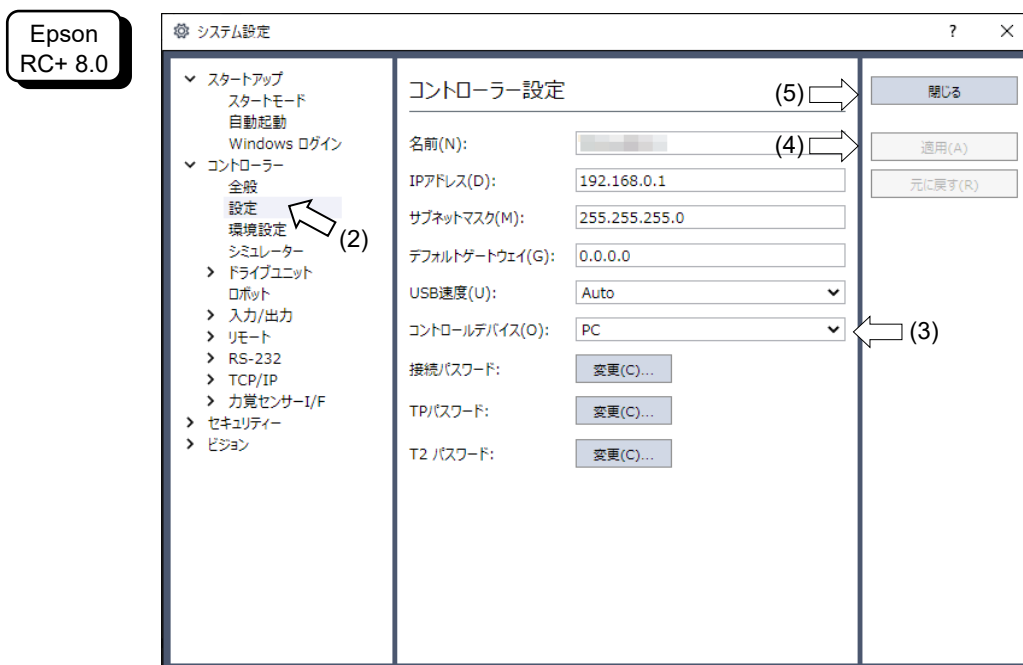 Epson
RC+ 8.0
システム設定
?
スタートアップ
スタートモード
自動起動
Windows ログイン
コントローラー
全般
設定
(2)
環境設定
シミュレーター
ドライブユニット
ロボット
入力/出力
リモート
RS-232
TCP/IP
力覚センサーI/F
セキュリティー
ビジョン
コントローラー設定
名前(N):
IPアドレス(D): 192.168.0.1
サブネットマスク(M): 255.255.255.0
デフォルトゲートウェイ(G): 0.0.0.0
USB速度(U): Auto
コントロールデバイス(O): PC
(3)
接続パスワード: 変更(C)...
TPパスワード: 変更(C)...
T2 パスワード: 変更(C)...
(5) 閉じる
(4) 適用(A)
元に戻す(R)